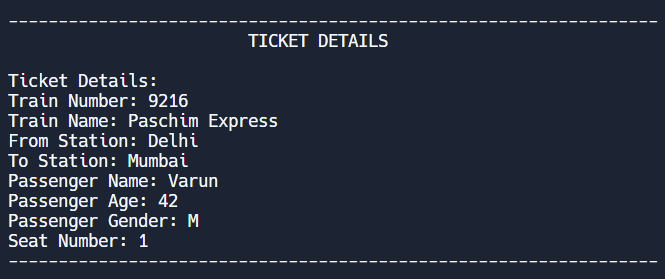 -----------------------------------------------------------------
TICKET DETAILS
Ticket Details:
Train Number: 9216
Train Name: Paschim Express
From Station: Delhi
To Station: Mumbai
Passenger Name: Varun
Passenger Age: 42
Passenger Gender: M
Seat Number: 1
-----------------------------------------------------------------